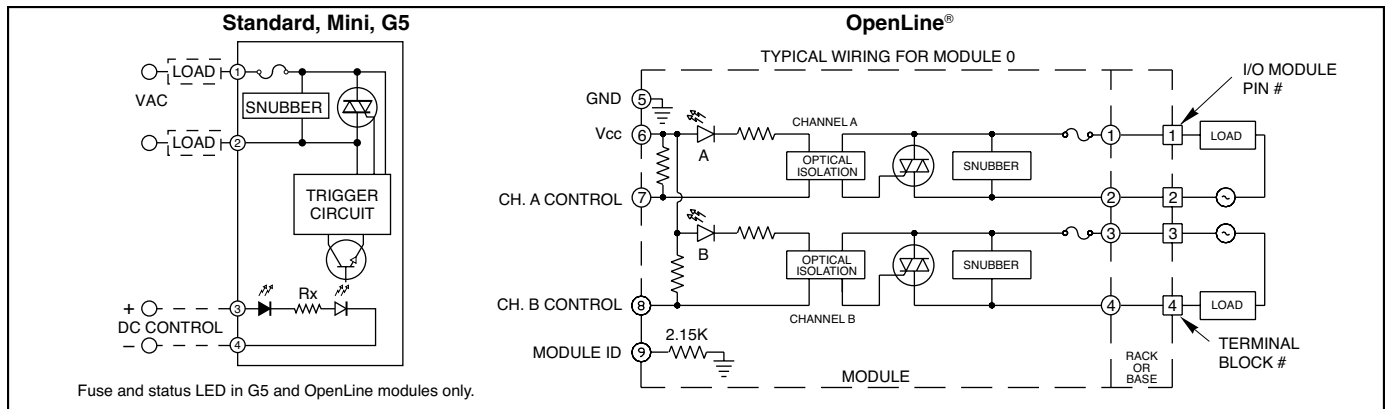 Standard, Mini, G5
LOAD
1
VAC
SNUBBER
LOAD
2
TRIGGER
CIRCUIT
Rx
+
3
DC CONTROL
–
4
Fuse and status LED in G5 and OpenLine modules only.
OpenLine®
TYPICAL WIRING FOR MODULE 0
I/O MODULE
PIN #
GND
5
Vcc
6
A
CHANNEL A
OPTICAL
ISOLATION
SNUBBER
1
1
LOAD
CH. A CONTROL
7
2
2
B
OPTICAL
ISOLATION
SNUBBER
3
3
CH. B CONTROL
8
CHANNEL B
4
4
LOAD
MODULE ID
9
2.15K
MODULE
RACK
OR
BASE
TERMINAL
BLOCK #